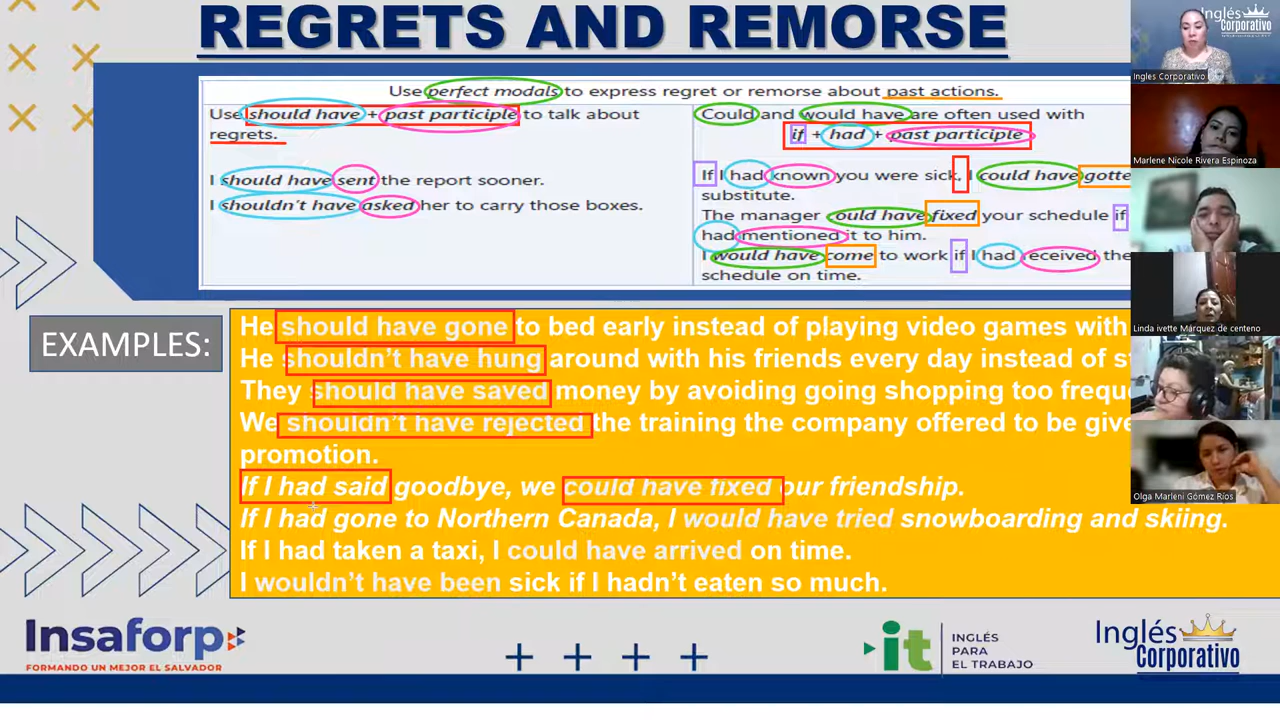 REGRETS AND REMORSE
Use perfect modals to express regret or remorse about past actions.
Use should have + past participle to talk about
regrets.
I should have sent the report sooner.
I shouldn't have asked her to carry those boxes.
Could and would have are often used with
if + had + past participle
If I had known you were sick, I could have gotte
substitute.
The manager could have fixed your schedule if
had mentioned it to him.
I would have come to work if I had received the
schedule on time.
EXAMPLES:
He should have gone to bed early instead of playing video games with
He shouldn't have hung around with his friends every day instead of
They should have saved money by avoiding going shopping too freque
We shouldn't have rejected the training the company offered to be give
promotion.
If I had said goodbye, we could have fixed our friendship.
If I had gone to Northern Canada, I would have tried snowboarding and skiing.
If I had taken a taxi, I could have arrived on time.
I wouldn't have been sick if I hadn't eaten so much.
Insaforp
FORMANDO UN MEJOR EL SALVADOR
it
INGLÉS
PARA
EL TRABAJO
Inglés
Corporativo
Inglés
Corporativo
Ingles Corporativo
Marlene Nicole Rivera Espinoza
Linda ivette Márquez de centeno
Olga Marleni Gómez Ríos